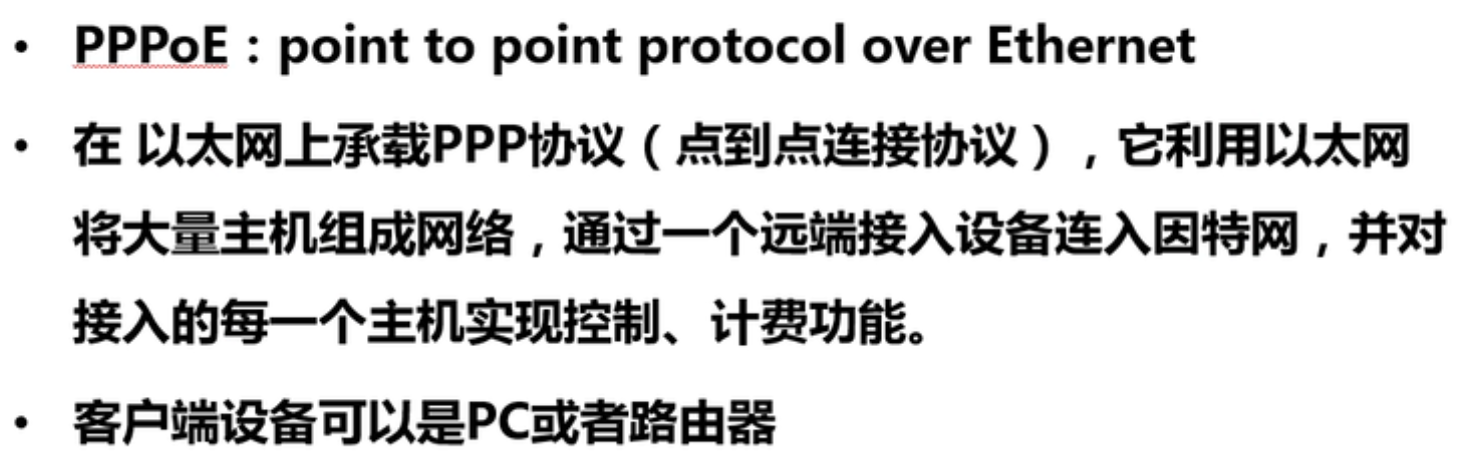 • PPPoE：point to point protocol over Ethernet
• 在 以太网上承载PPP协议（点到点连接协议），它利用以太网
将大量主机组成网络，通过一个远端接入设备连入因特网，并对
接入的每一个主机实现控制、计费功能。
• 客户端设备可以是PC或者路由器